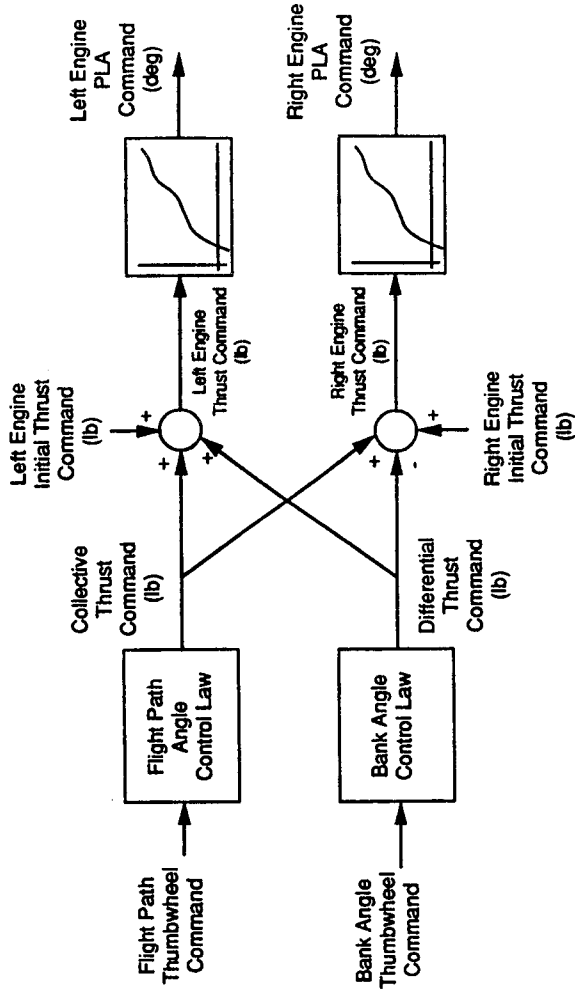 Flight Path
Thumbwheel
Command
Flight Path
Angle
Control Law
Collective
Thrust
Command
(lb)
Left Engine
Initial Thrust
Command
(lb)
+
+
+
Left Engine
Thrust Command
(lb)
Left Engine
PLA
Command
(deg)
Bank Angle
Thumbwheel
Command
Bank Angle
Control Law
Differential
Thrust
Command
(lb)
+
-
+
Right Engine
Initial Thrust
Command
(lb)
Right Engine
Thrust Command
(lb)
Right Engine
PLA
Command
(deg)